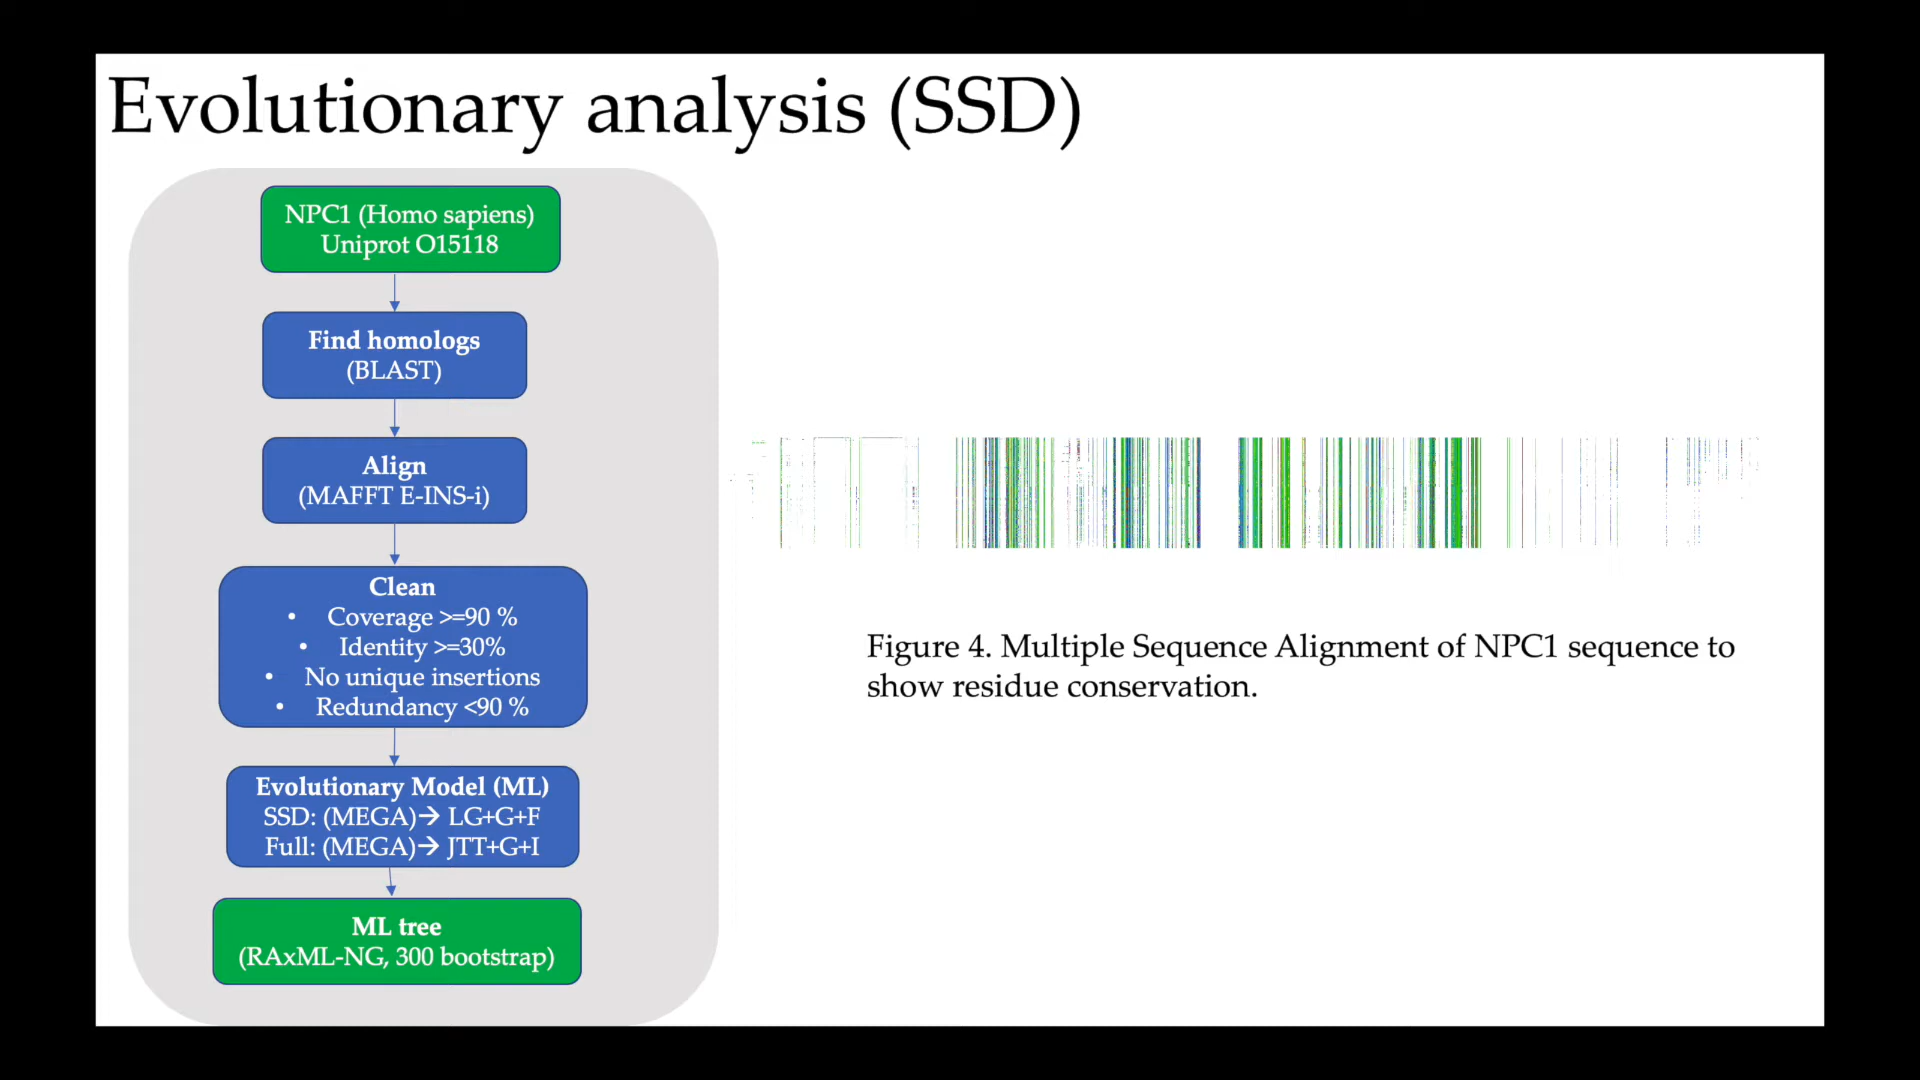 Evolutionary analysis (SSD)
NPC1 (Homo sapiens)
Uniprot O15118
Find homologs
(BLAST)
Align
(MAFFT E-INS-i)
Clean
• Coverage >=90 %
• Identity >=30%
• No unique insertions
• Redundancy <90 %
Evolutionary Model (ML)
SSD: (MEGA)→ LG+G+F
Full: (MEGA)→ JTT+G+I
ML tree
(RAxML-NG, 300 bootstrap)
Figure 4. Multiple Sequence Alignment of NPC1 sequence to
show residue conservation.